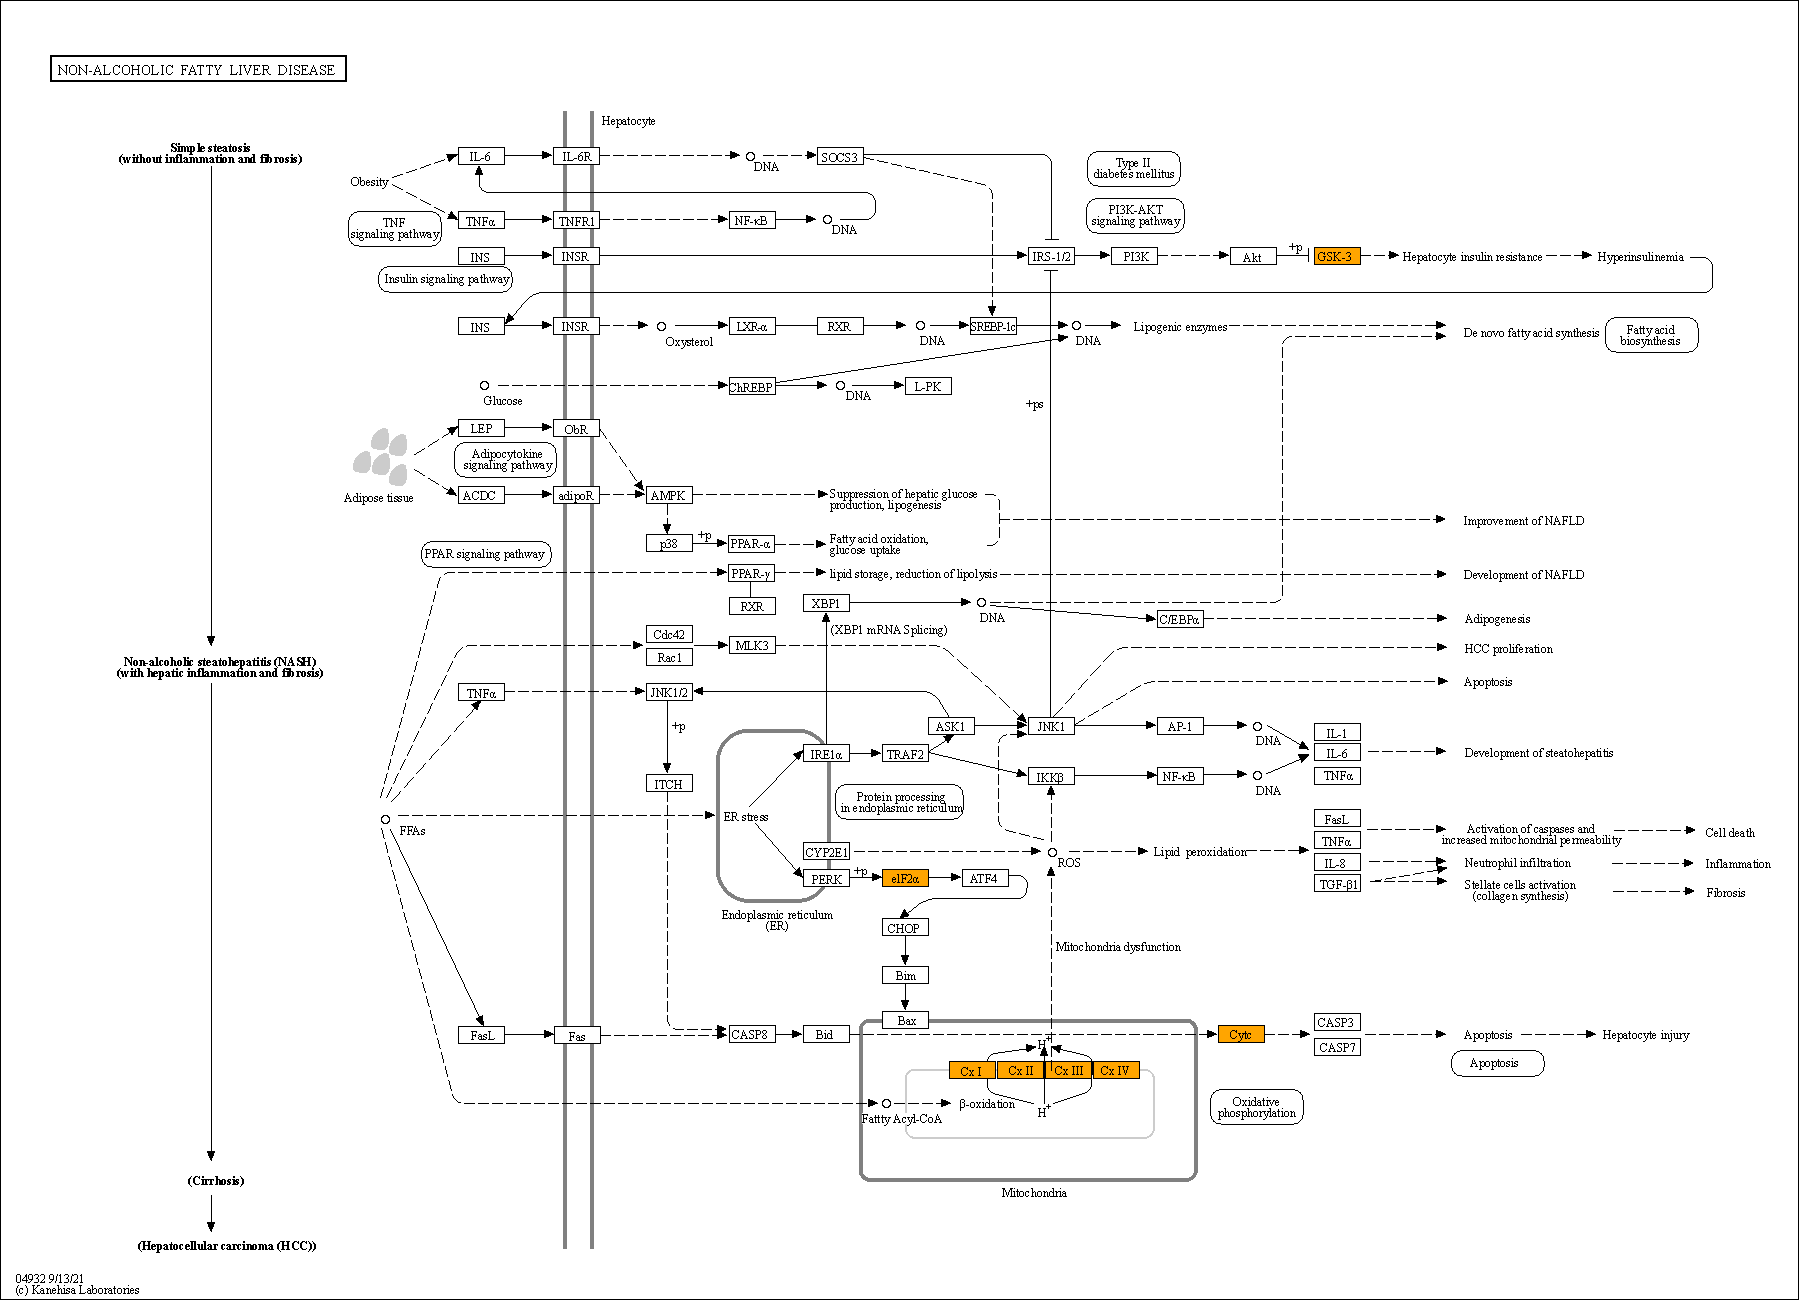 NON-ALCOHOLIC FATTY LIVER DISEASE
Hepatocyte
Simple steatosis
(without inflammation and fibrosis)
Obesity
IL-6
IL-6R
DNA
SOCS3
Type II
diabetes mellitus
TNF
signaling pathway
TNFα
TNFR1
NF-κB
DNA
PI3K-AKT
signaling pathway
INS
INSR
IRS-1/2
PI3K
Akt
+p
GSK-3
Hepatocyte insulin resistance
Hyperinsulinemia
Insulin signaling pathway
INS
INSR
Oxysterol
LXR-α
RXR
DNA
SREBP-1c
DNA
Lipogenic enzymes
De novo fatty acid synthesis
Fatty acid
biosynthesis
Glucose
ChREBP
DNA
L-PK
+ps
LEP
ObR
Adipocytokine
signaling pathway
Adipose tissue
ACDC
adipoR
AMPK
Suppression of hepatic glucose
production, lipogenesis
Improvement of NAFLD
p38
+p
PPAR-α
Fatty acid oxidation,
glucose uptake
PPAR signaling pathway
PPAR-γ
lipid storage, reduction of lipolysis
Development of NAFLD
RXR
XBP1
DNA
C/EBPα
Adipogenesis
(XBP1 mRNA Splicing)
Cdc42
Rac1
MLK3
HCC proliferation
Non-alcoholic steatohepatitis (NASH)
(with hepatic inflammation and fibrosis)
Apoptosis
TNFα
JNK1/2
+p
ASK1
JNK1
AP-1
DNA
IL-1
IL-6
TNFα
Development of steatohepatitis
IRE1α
TRAF2
IKKβ
NF-κB
DNA
ITCH
Protein processing
in endoplasmic reticulum
ER stress
FFAs
FasL
TNFα
IL-8
TGF-β1
Activation of caspases and
increased mitochondrial permeability
Cell death
CYP2E1
ROS
Lipid peroxidation
Neutrophil infiltration
Inflammation
PERK
+p
eIF2α
ATF4
Stellate cells activation
(collagen synthesis)
Fibrosis
Endoplasmic reticulum
(ER)
CHOP
Mitochondria dysfunction
Bim
Bax
FasL
Fas
CASP8
Bid
Cytc
CASP3
CASP7
Apoptosis
Hepatocyte injury
Apoptosis
H+
Cx I
Cx II
Cx III
Cx IV
β-oxidation
H+
Fattty Acyl-CoA
Oxidative
phosphorylation
Mitochondria
(Cirrhosis)
(Hepatocellular carcinoma (HCC))
04932 9/13/21
(c) Kanehisa Laboratories